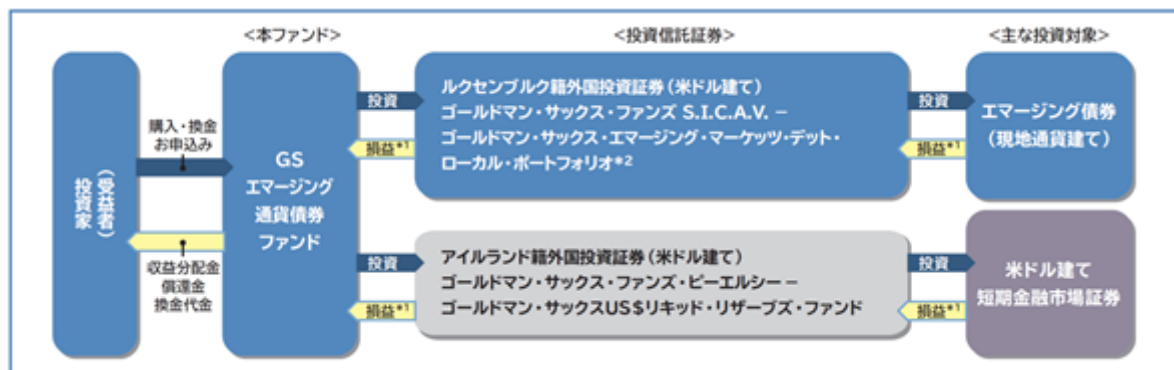 <本ファンド>
<投資信託証券>
<主な投資対象>
投資家
(受益者)
購入・換金
お申込み
収益分配金
償還金
換金代金
GS
エマージング
通貨債券
ファンド
投資
損益*1
ルクセンブルク籍外国投資証券(米ドル建て)
ゴールドマン・サックス・ファンズ S.I.C.A.V. −
ゴールドマン・サックス・エマージング・マーケッツ・デット・
ローカル・ポートフォリオ*2
投資
損益*1
エマージング債券
(現地通貨建て)
投資
損益*1
アイルランド籍外国投資証券(米ドル建て)
ゴールドマン・サックス・ファンズ・ピーエルシー −
ゴールドマン・サックスUS$リキッド・リザーブズ・ファンド
投資
損益*1
米ドル建て
短期金融市場証券